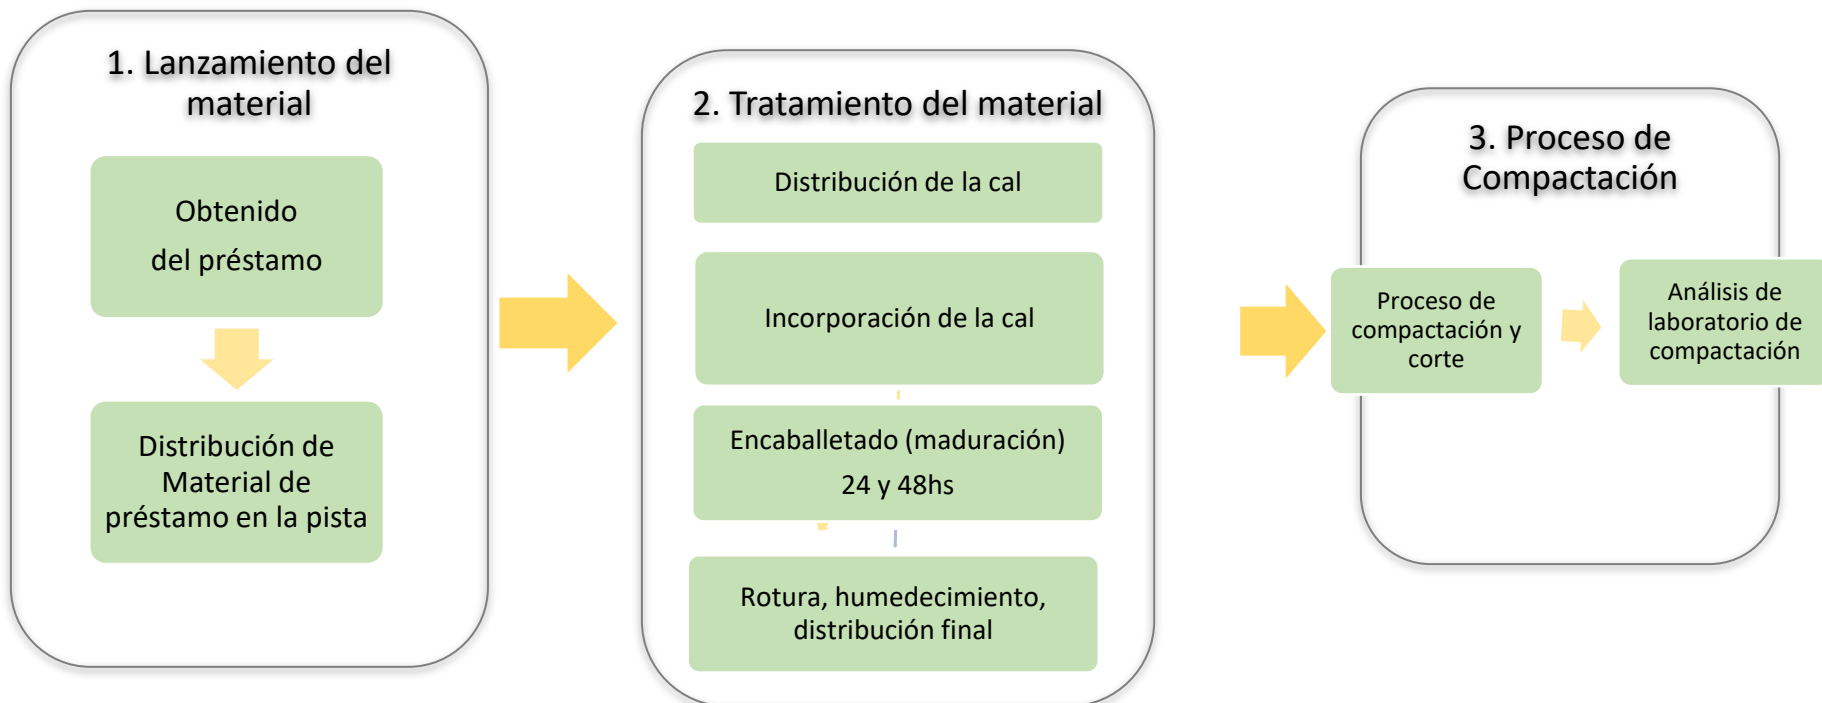 1. Lanzamiento del
material
Obtenido
del préstamo
Distribución de
Material de
préstamo en la pista
2. Tratamiento del material
Distribución de la cal
Incorporación de la cal
Encaballetado (maduración)
24 y 48hs
Rotura, humedecimiento,
distribución final
3. Proceso de
Compactación
Proceso de
compactación y
corte
Análisis de
laboratorio de
compactación